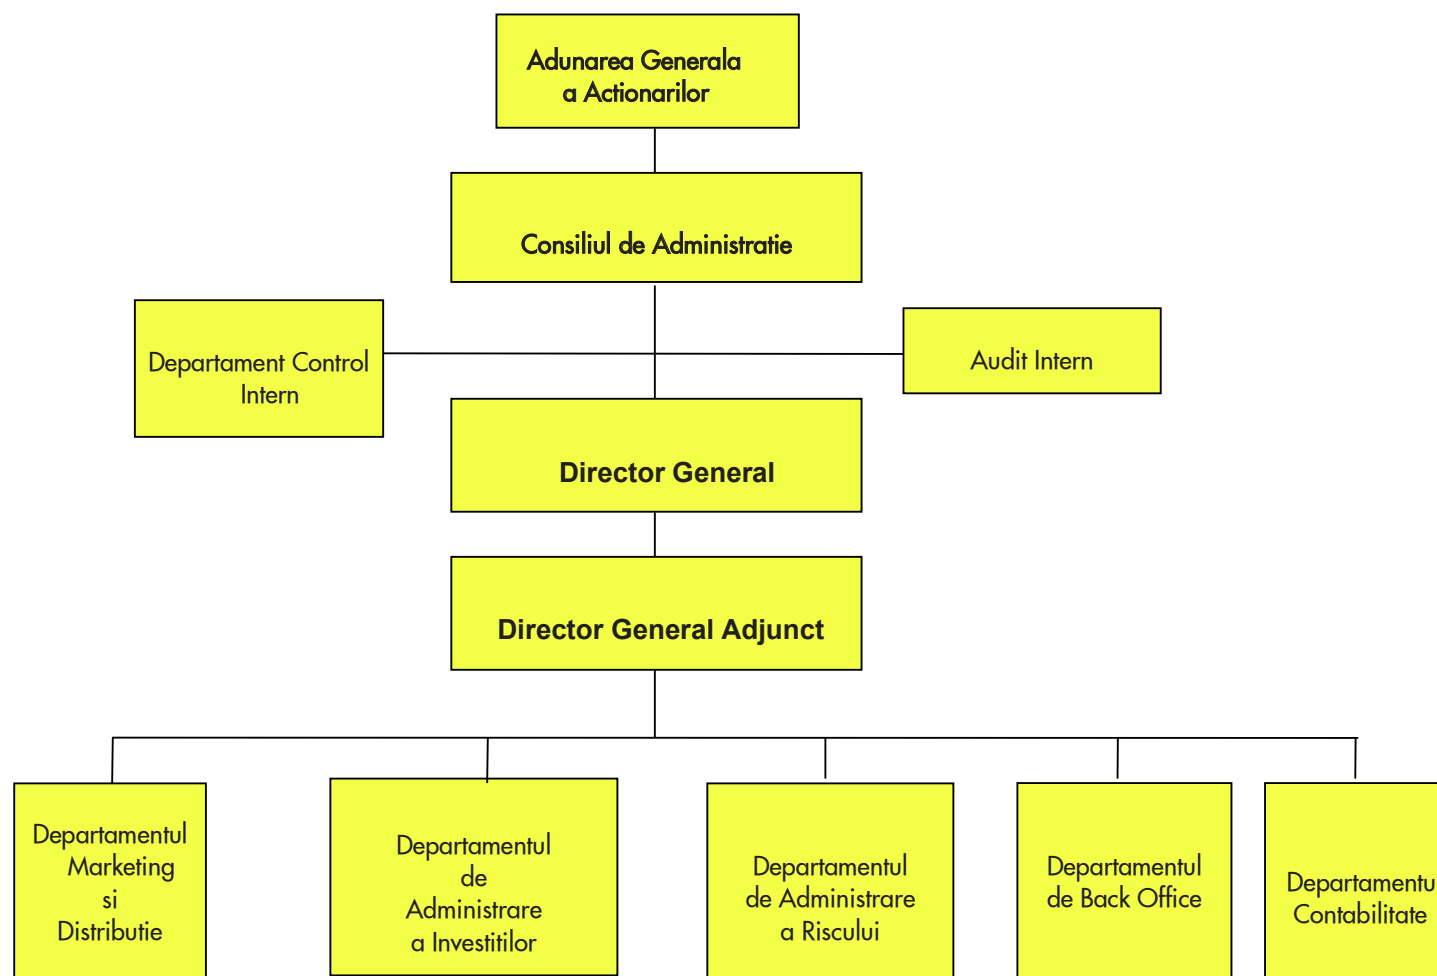 Adunarea Generala
a Actionarilor
Consiliul de Administratie
Departament Control
Intern
Audit Intern
Director General
Director General Adjunct
Departamentul
Marketing
si
Distributie
Departamentul
de
Administrare
a Investitilor
Departamentul
de Administrare
a Riscului
Departamentul
de Back Office
Departamentu
Contabilitate